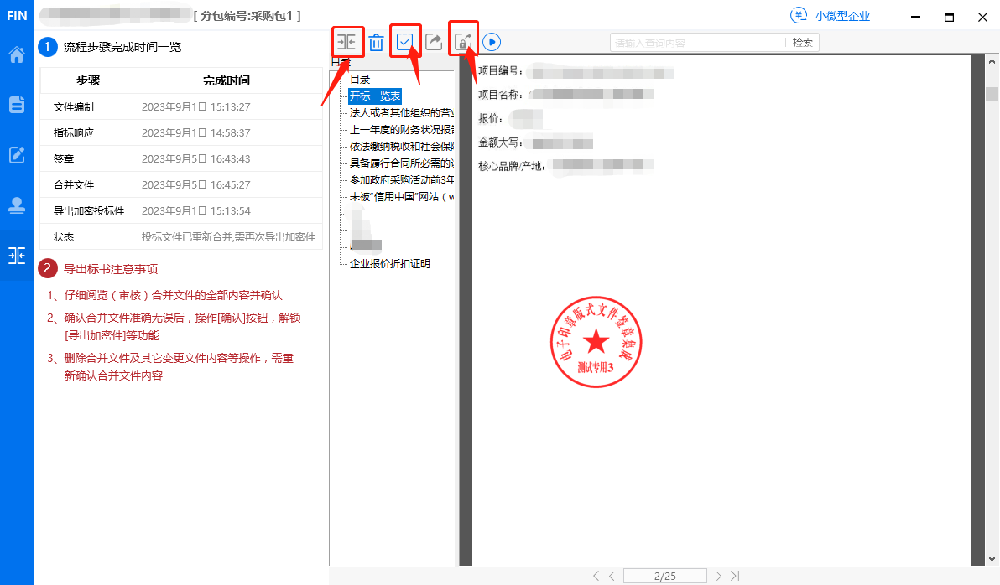 FIN
[ 分包编号:采购包1 ]
小微型企业
1 流程步骤完成时间一览
步骤 完成时间
文件编制 2023年9月1日 15:13:27
指标响应 2023年9月1日 14:58:37
签章 2023年9月5日 16:43:43
合并文件 2023年9月5日 16:45:27
导出加密投标件 2023年9月1日 15:13:54
状态 投标文件已重新合并,需再次导出加密件
2 导出标书注意事项
1、仔细阅览（审核）合并文件的全部内容并确认
2、确认合并文件准确无误后，操作[确认]按钮，解锁
[导出加密件]等功能
3、删除合并文件及其它变更文件内容等操作，需重
新确认合并文件内容
请输入查询内容 检索
目录
目录
开标一览表
法人或者其他组织的营业
上一年度的财务状况报告
依法缴纳税收和社会保障
具备履行合同所必需的
参加政府采购活动前3年
未被“信用中国”网站（w
企业报价折扣证明
项目编号：
项目名称：
报价：
金额大写：
核心品牌/产地：
电子印章版式文件签章集成
测试专用3
2/25